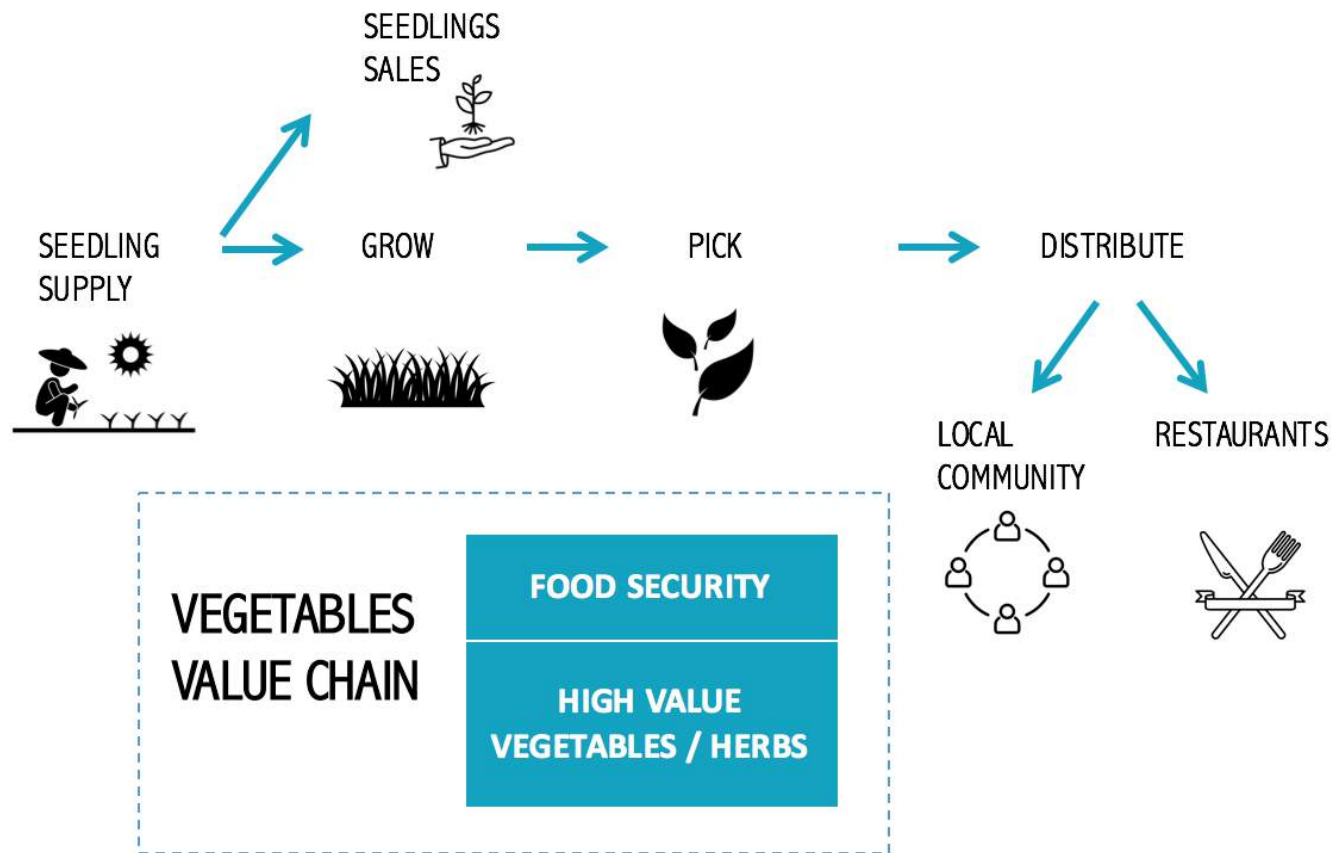 SEEDLINGS
SALES
SEEDLING
SUPPLY
GROW
PICK
DISTRIBUTE
LOCAL
COMMUNITY
RESTAURANTS
VEGETABLES
VALUE CHAIN
FOOD SECURITY
HIGH VALUE
VEGETABLES / HERBS